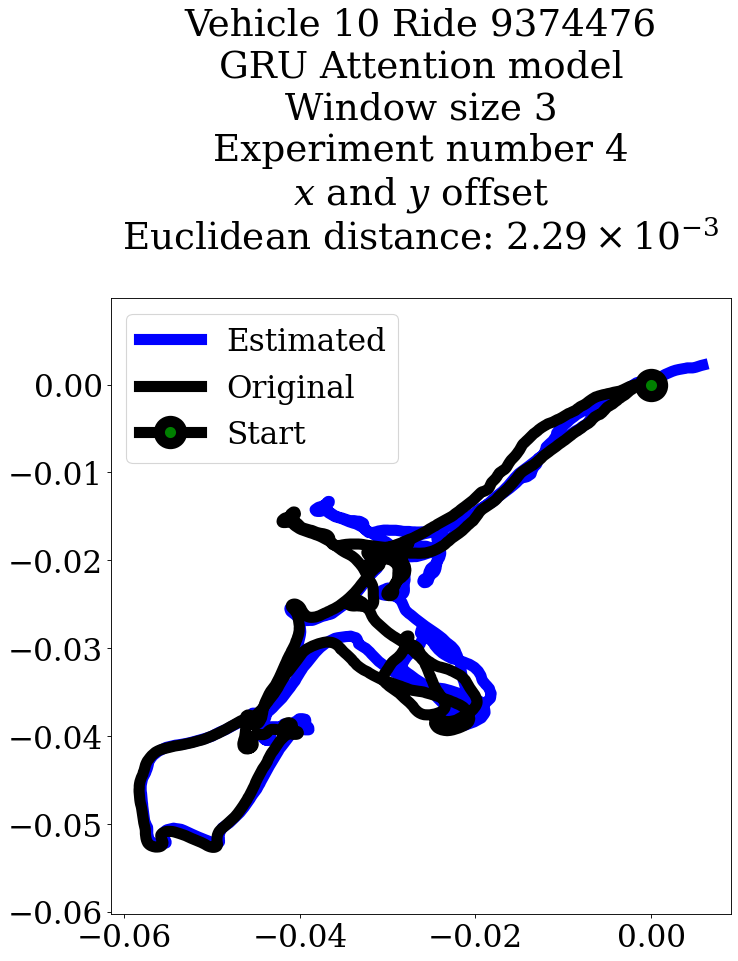 Vehicle 10 Ride 9374476
GRU Attention model
Window size 3
Experiment number 4
x and y offset
Euclidean distance: 2.29 × 10⁻³
Estimated
Original
Start
0.00
−0.01
−0.02
−0.03
−0.04
−0.05
−0.06
−0.06 −0.04 −0.02 0.00